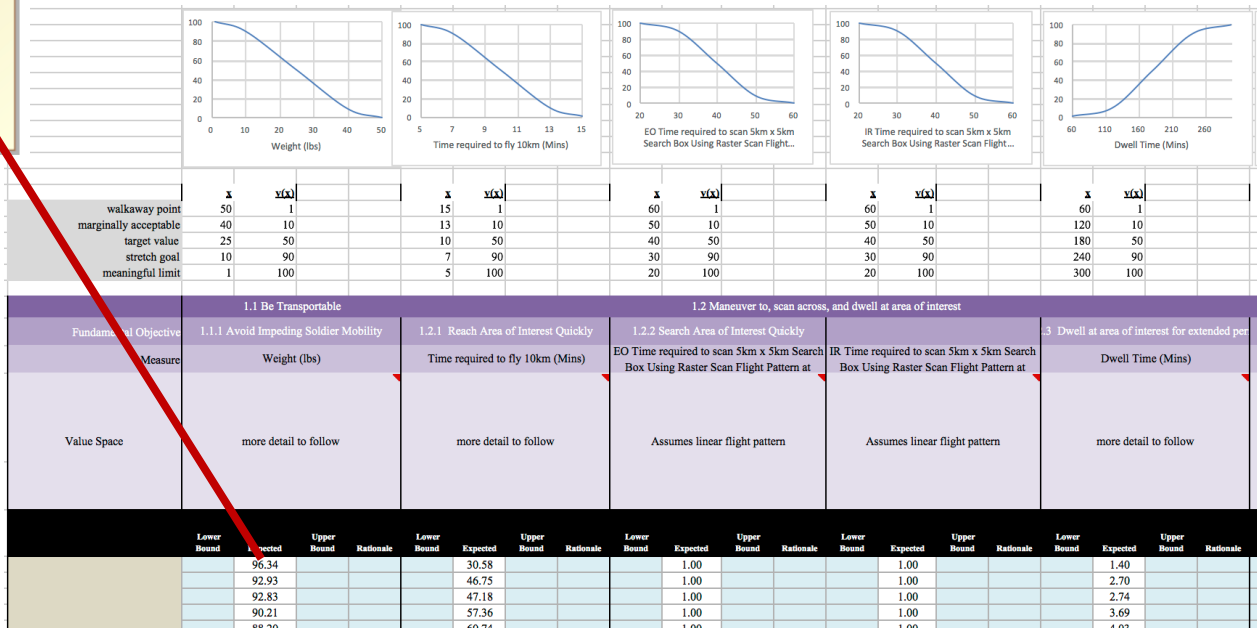 100 80 60 40 20 0
0 10 20 30 40 50
Weight (lbs)
100 80 60 40 20 0
5 7 9 11 13 15
Time required to fly 10km (Mins)
100 80 60 40 20 0
20 30 40 50 60
EO Time required to scan 5km x 5km
Search Box Using Raster Scan Flight...
100 80 60 40 20 0
20 30 40 50 60
IR Time required to scan 5km x 5km
Search Box Using Raster Scan Flight...
100 80 60 40 20 0
60 110 160 210 260
Dwell Time (Mins)
x v(x) x v(x) x v(x) x v(x) x v(x)
walkaway point 50 1 15 1 60 1 60 1 60 1
marginally acceptable 40 10 13 10 50 10 50 10 120 10
target value 25 50 10 50 40 50 40 50 180 50
stretch goal 10 90 7 90 30 90 30 90 240 90
meaningful limit 1 100 5 100 20 100 20 100 300 100
1.1 Be Transportable 1.2 Maneuver to, scan across, and dwell at area of interest
Objective 1.1.1 Avoid Impeding Soldier Mobility 1.2.1 Reach Area of Interest Quickly 1.2.2 Search Area of Interest Quickly .3 Dwell at area of interest for extended per
Measure Weight (lbs) Time required to fly 10km (Mins) EO Time required to scan 5km x 5km Search IR Time required to scan 5km x 5km Search Dwell Time (Mins)
Box Using Raster Scan Flight Pattern at Box Using Raster Scan Flight Pattern at
Value Space more detail to follow more detail to follow Assumes linear flight pattern Assumes linear flight pattern more detail to follow
Lower Upper Lower Upper Lower Upper Lower Upper Lower Upper
Bound Expected Bound Rationale Bound Expected Bound Rationale Bound Expected Bound Rationale Bound Expected Bound Rationale Bound Expected Bound Rationale
96.34 30.58 1.00 1.00 1.40
92.93 46.75 1.00 1.00 2.70
92.83 47.18 1.00 1.00 2.74
90.21 57.36 1.00 1.00 3.69